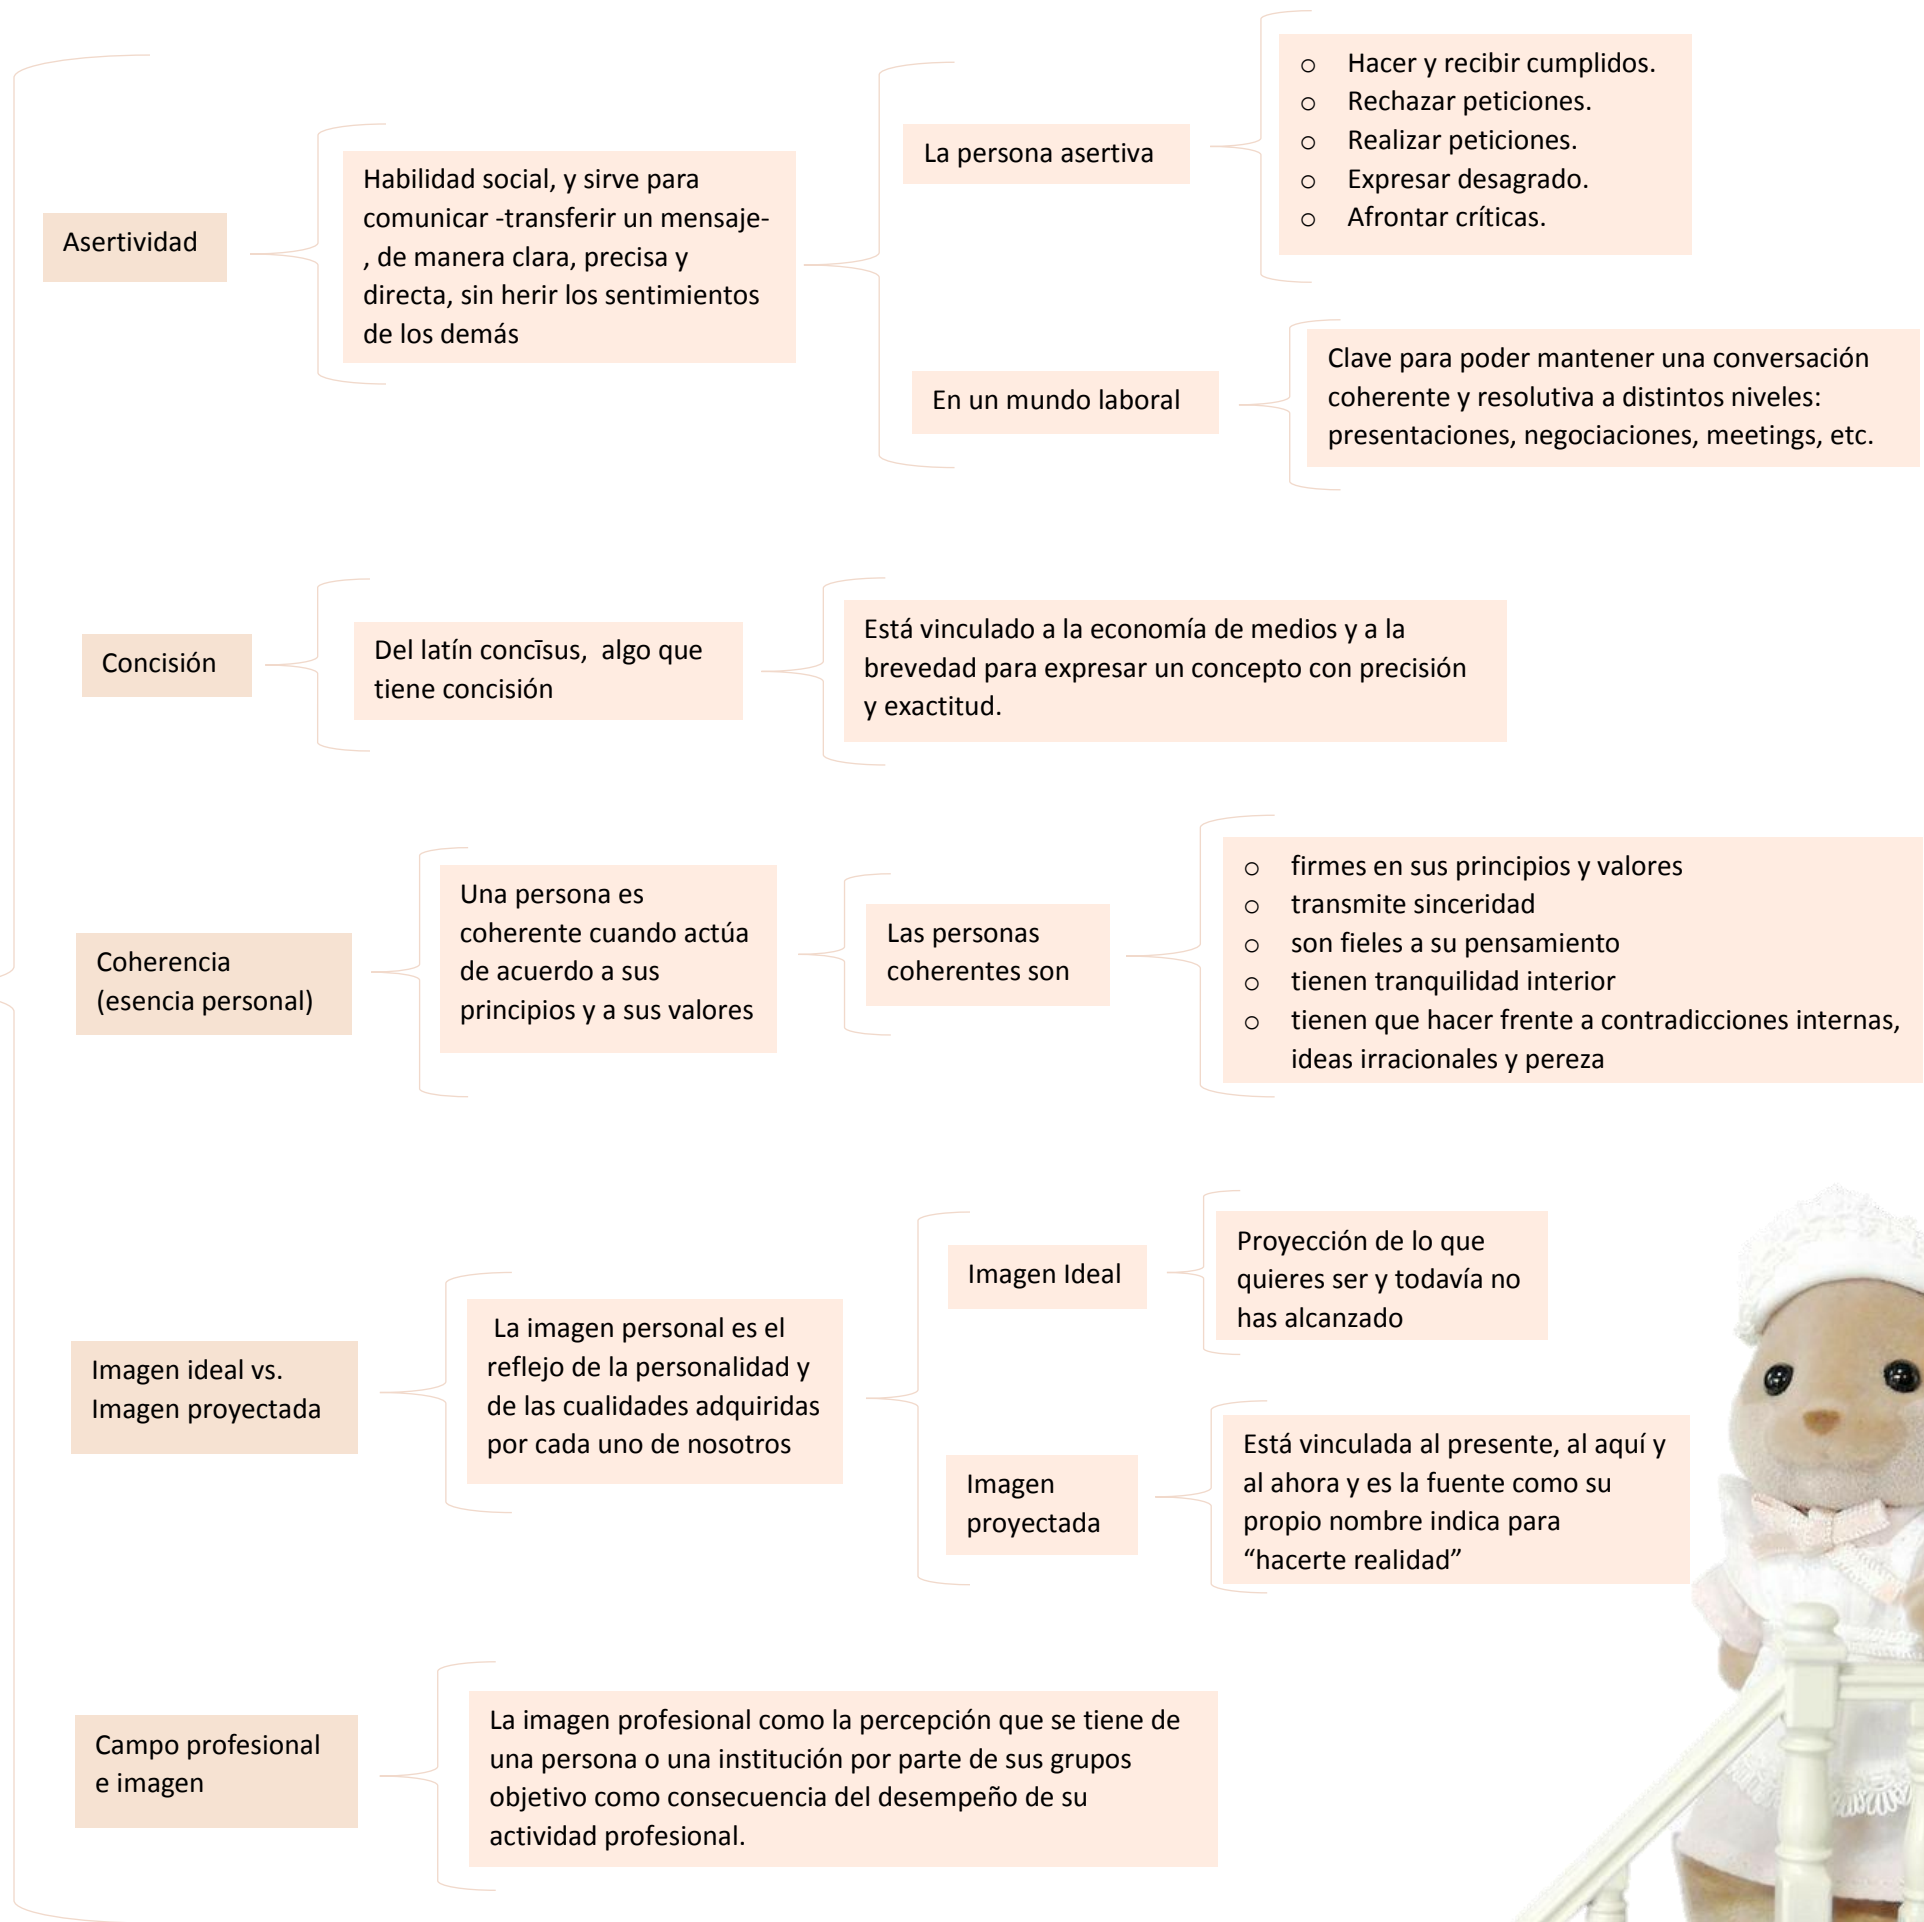 Asertividad
Habilidad social, y sirve para
comunicar -transferir un mensaje-
, de manera clara, precisa y
directa, sin herir los sentimientos
de los demás
La persona asertiva
o Hacer y recibir cumplidos.
o Rechazar peticiones.
o Realizar peticiones.
o Expresar desagrado.
o Afrontar críticas.
En un mundo laboral
Clave para poder mantener una conversación
coherente y resolutiva a distintos niveles:
presentaciones, negociaciones, meetings, etc.
Concisión
Del latín concīsus, algo que
tiene concisión
Está vinculado a la economía de medios y a la
brevedad para expresar un concepto con precisión
y exactitud.
Coherencia
(esencia personal)
Una persona es
coherente cuando actúa
de acuerdo a sus
principios y a sus valores
Las personas
coherentes son
o firmes en sus principios y valores
o transmite sinceridad
o son fieles a su pensamiento
o tienen tranquilidad interior
o tienen que hacer frente a contradicciones internas,
ideas irracionales y pereza
Imagen ideal vs.
Imagen proyectada
La imagen personal es el
reflejo de la personalidad y
de las cualidades adquiridas
por cada uno de nosotros
Imagen Ideal
Proyección de lo que
quieres ser y todavía no
has alcanzado
Imagen
proyectada
Está vinculada al presente, al aquí y
al ahora y es la fuente como su
propio nombre indica para
“hacerte realidad”
Campo profesional
e imagen
La imagen profesional como la percepción que se tiene de
una persona o una institución por parte de sus grupos
objetivo como consecuencia del desempeño de su
actividad profesional.